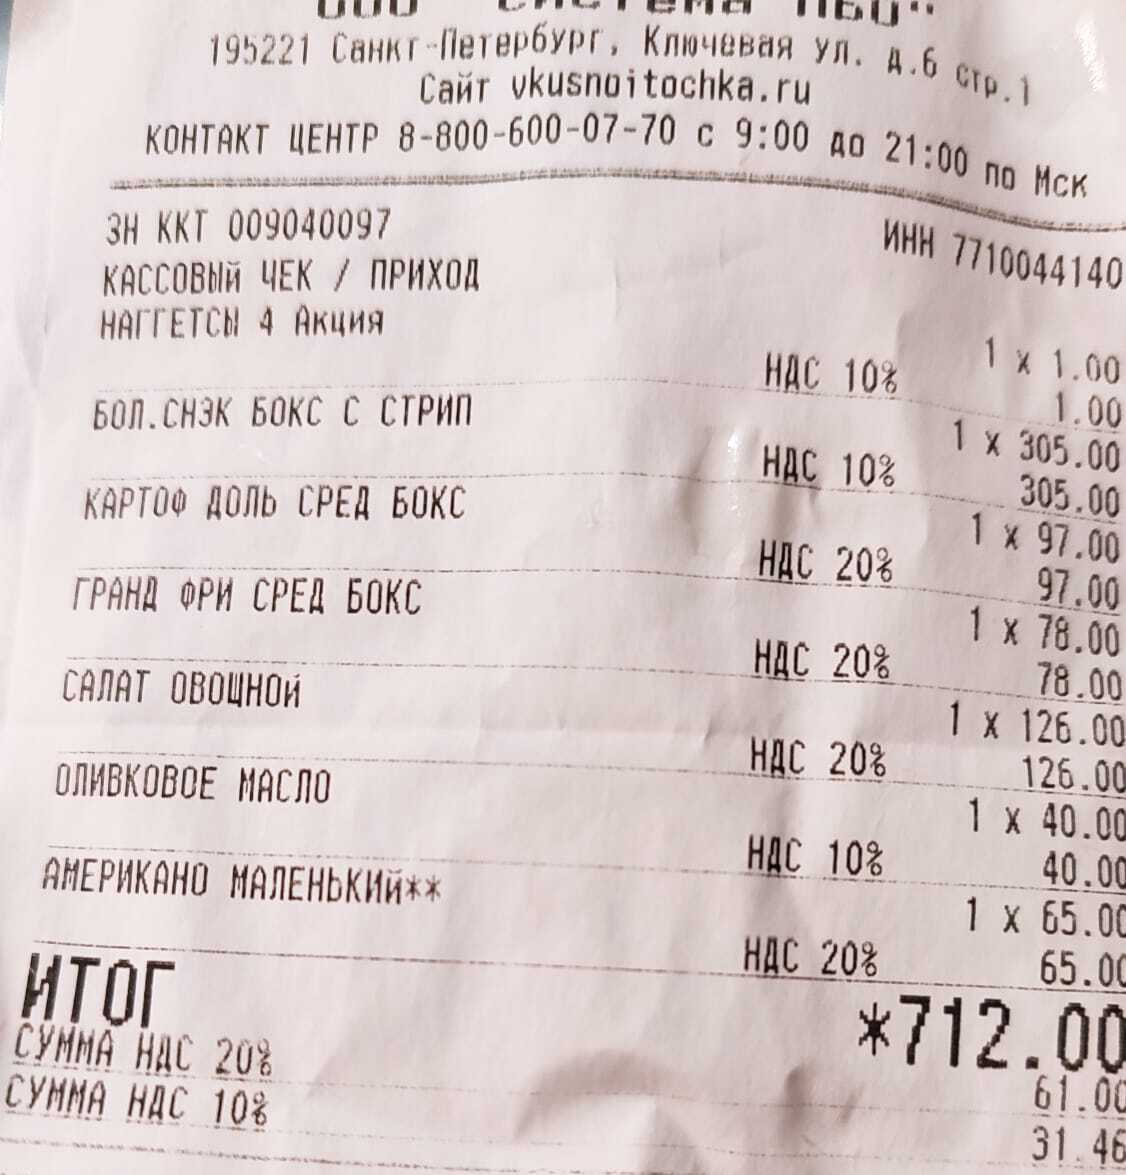 ООО "Система ПБО"
195221 Санкт-Петербург, Ключевая ул. д.6 стр.1
Сайт vkusnoitochka.ru
КОНТАКТ ЦЕНТР 8-800-600-07-70 с 9:00 до 21:00 по Мск
ЗН ККТ 009040097 ИНН 7710044140
КАССОВЫЙ ЧЕК / ПРИХОД
НАГГЕТСЫ 4 Акция
1 x 1.00
НДС 10% 1.00
БОЛ.СНЭК БОКС С СТРИП
1 x 305.00
НДС 10% 305.00
КАРТОФ ДОЛЬ СРЕД БОКС
1 x 97.00
НДС 20% 97.00
ГРАНД ФРИ СРЕД БОКС
1 x 78.00
НДС 20% 78.00
САЛАТ ОВОЩНОЙ
1 x 126.00
НДС 20% 126.00
ОЛИВКОВОЕ МАСЛО
1 x 40.00
НДС 10% 40.00
АМЕРИКАНО МАЛЕНЬКИЙ**
1 x 65.00
НДС 20% 65.00
ИТОГ *712.00
СУММА НДС 20% 61.00
СУММА НДС 10% 31.46